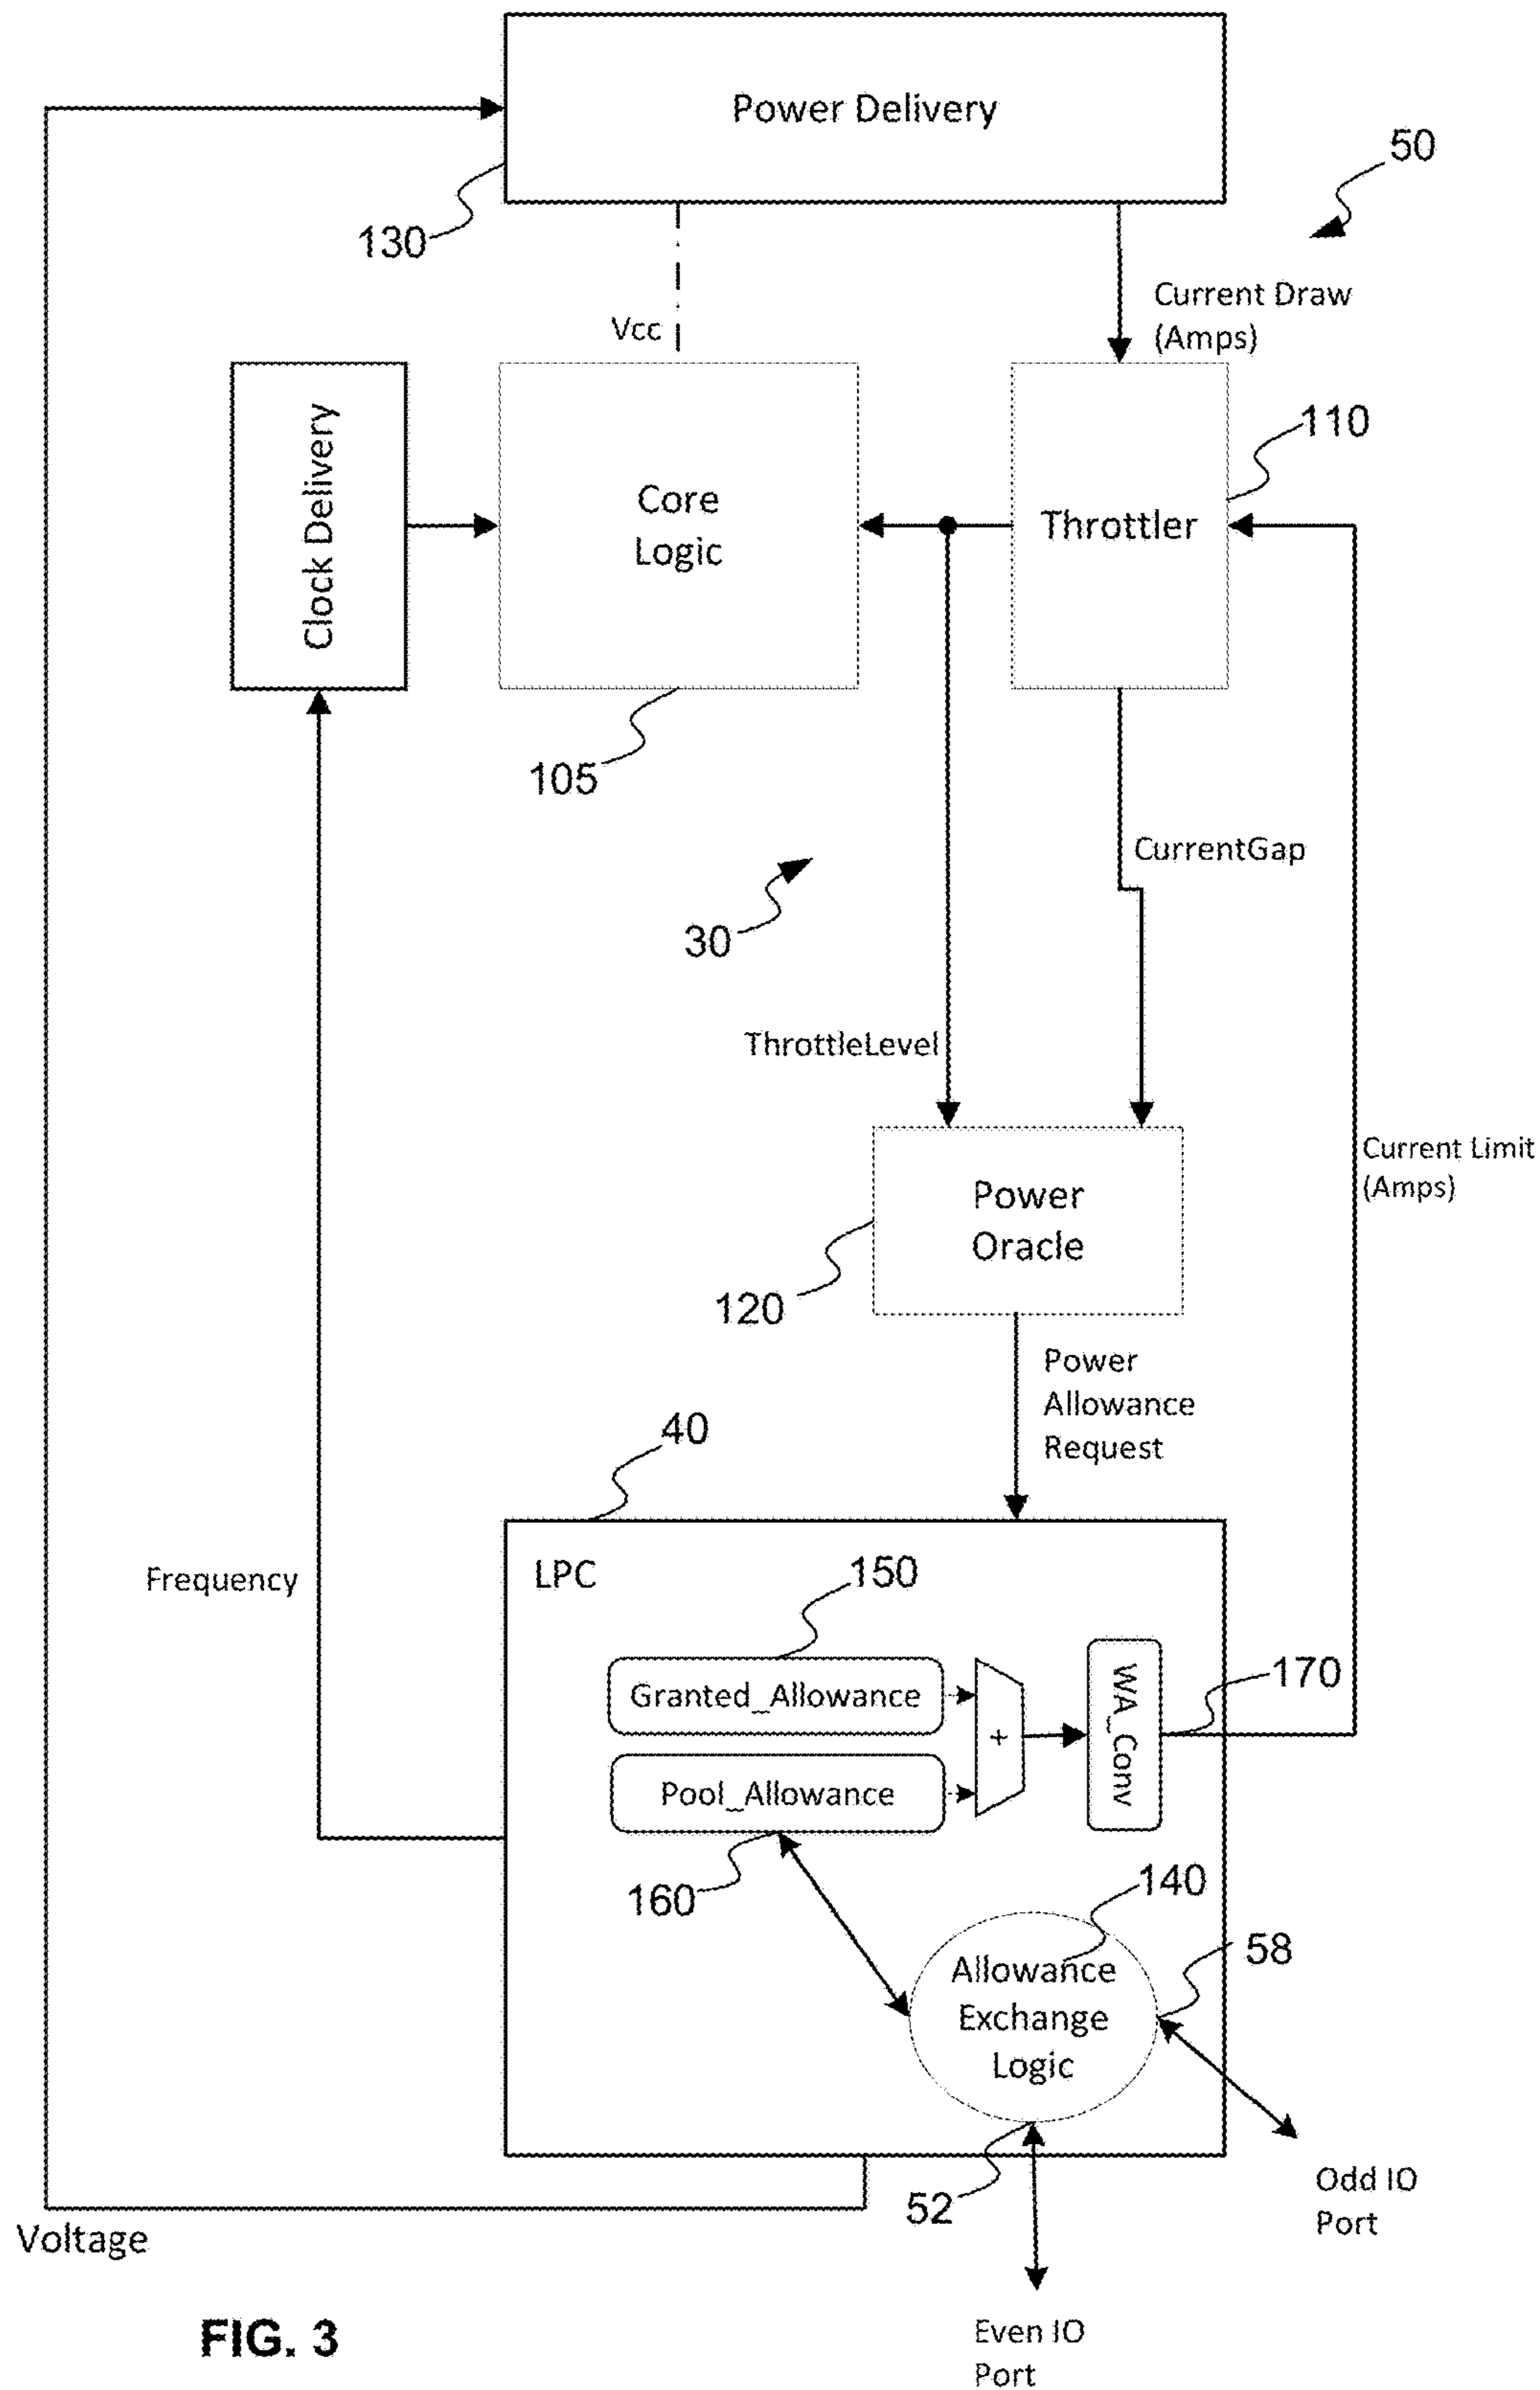 Power Delivery
50
130
Current Draw
(Amps)
Vcc
Clock Delivery
Core
Logic
Throttler
110
105
CurrentGap
30
ThrottleLevel
Current Limit
(Amps)
Power
Oracle
120
Power
Allowance
Request
40
Frequency
LPC
150
Granted_Allowance
+
WA_Conv
170
Pool_Allowance
160
140
58
Allowance
Exchange
Logic
52
Odd IO
Port
Voltage
Even IO
Port
FIG. 3